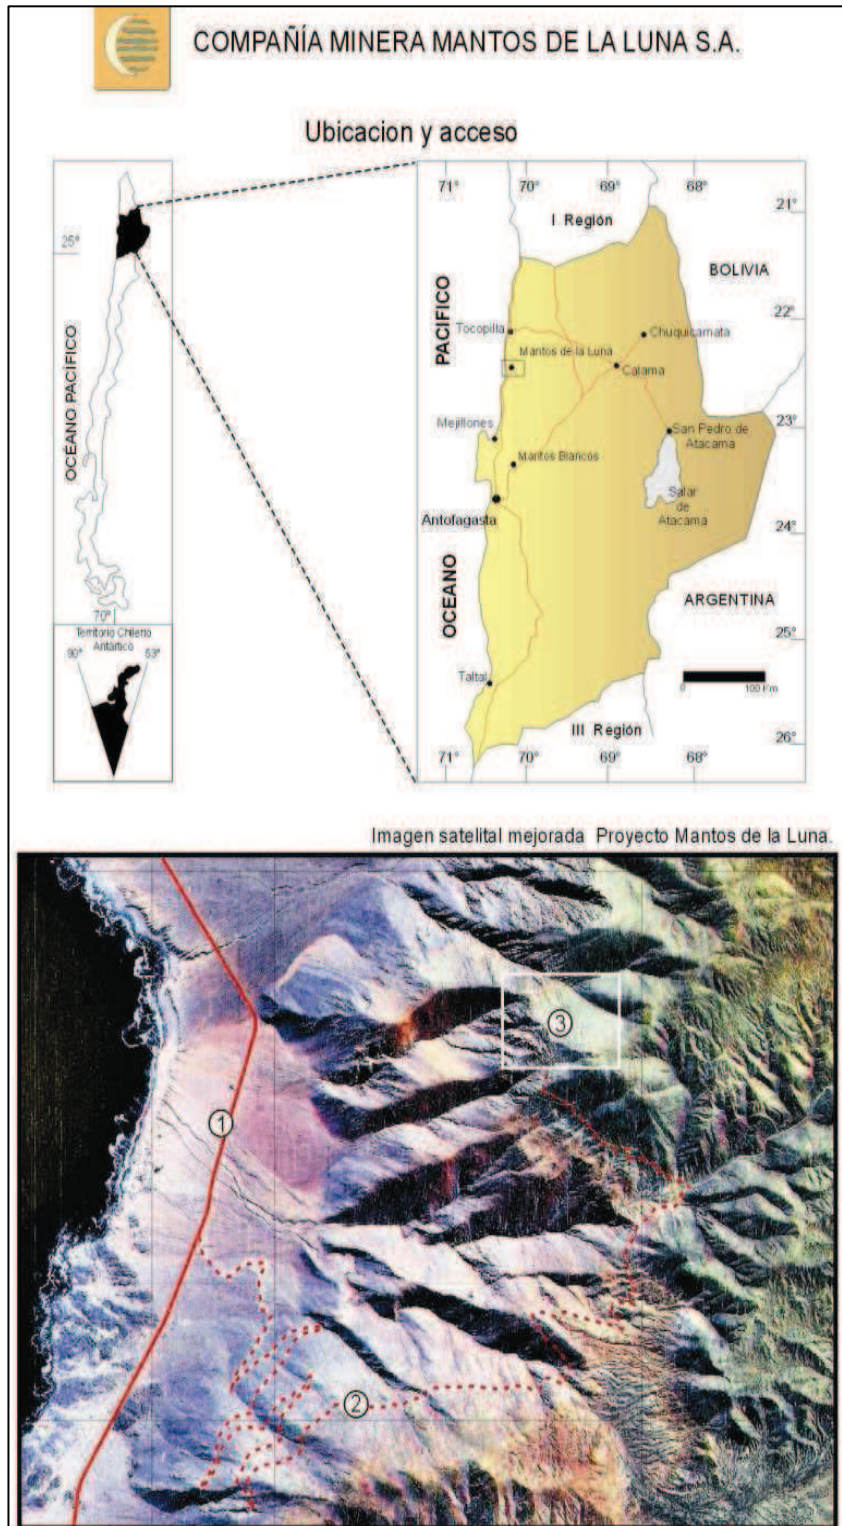 COMPAÑÍA MINERA MANTOS DE LA LUNA S.A.
Ubicacion y acceso
25°
OCÉANO PACÍFICO
70°
Territorio Chileno
Antártico
90° 53°
71° 70° 69° 68°
I Región
21°
BOLIVIA
PACIFICO
22°
Tocopilla
Chuquicamata
Mantos de la Luna
Calama
23°
Mejillones
San Pedro de
Atacama
Mantos Blancos
Salar
de
Atacama
Antofagasta
24°
OCEANO
ARGENTINA
25°
Taltal
100 Km
III Región
26°
71° 70° 69° 68°
Imagen satelital mejorada Proyecto Mantos de la Luna.
3
1
2